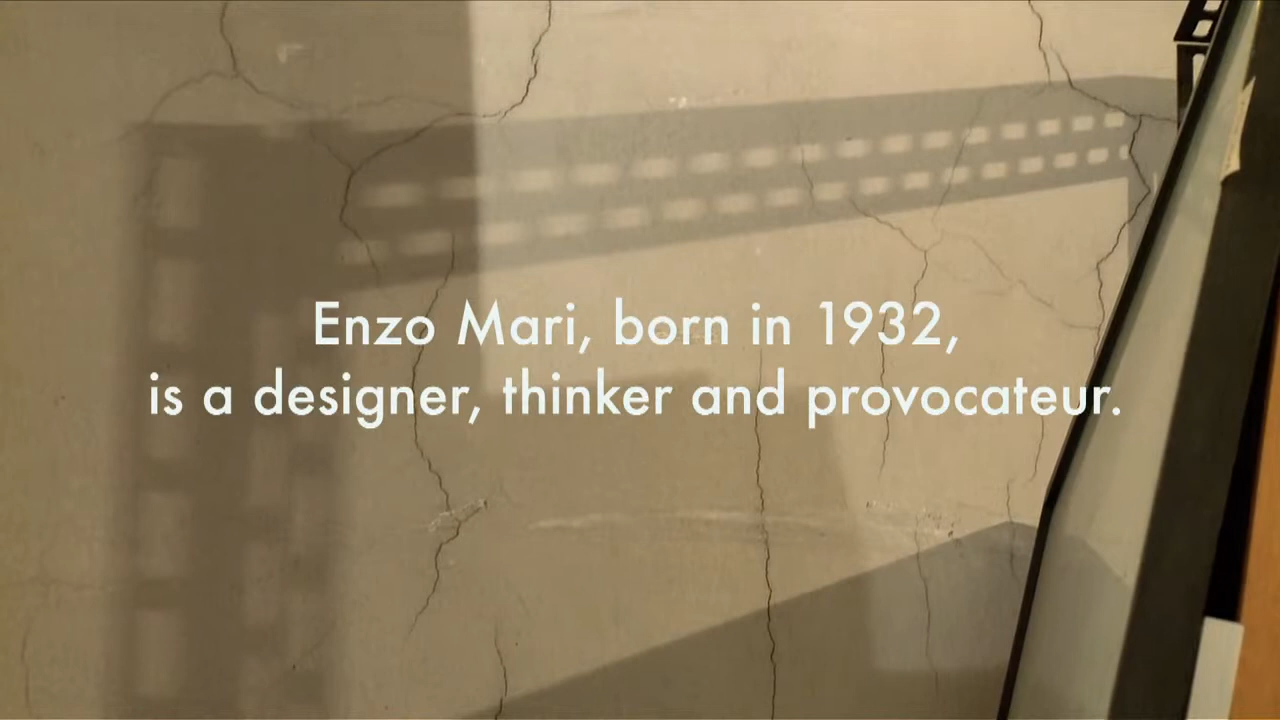 Enzo Mari, born in 1932,
is a designer, thinker and provocateur.